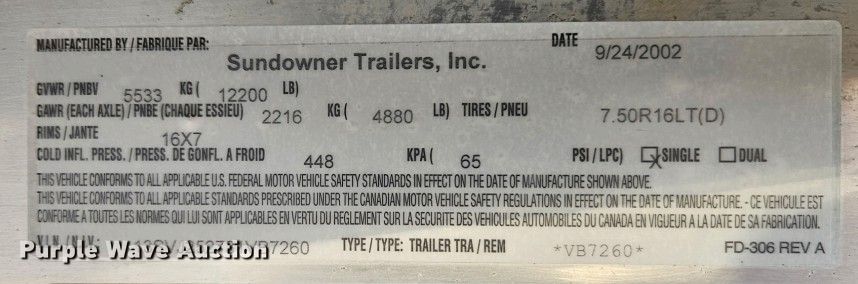 MANUFACTURED BY / FABRIQUE PAR: Sundowner Trailers, Inc. DATE 9/24/2002
GVWR / PNBV 5533 KG ( 12200 LB)
GAWR (EACH AXLE) / PNBE (CHAQUE ESSIEU) 2216 KG ( 4880 LB) TIRES / PNEU 7.50R16LT(D)
RIMS / JANTE 16X7
COLD INFL. PRESS. / PRESS. DE GONFL. A FROID 448 KPA ( 65 PSI / LPC) X SINGLE DUAL
THIS VEHICLE CONFORMS TO ALL APPLICABLE U.S. FEDERAL MOTOR VEHICLE SAFETY STANDARDS IN EFFECT ON THE DATE OF MANUFACTURE SHOWN ABOVE.
THIS VEHICLE CONFORMS TO ALL APPLICABLE STANDARDS PRESCRIBED UNDER THE CANADIAN MOTOR VEHICLE SAFETY REGULATIONS IN EFFECT ON THE DATE OF MANUFACTURE. - CE VEHICULE EST
CONFORME A TOUTES LES NORMES QUI LUI SONT APPLICABLES EN VERTU DU REGLEMENT SUR LA SECURITE DES VEHICULES AUTOMOBILES DU CANADA EN VIGUEUR A LA DATE DE SA FABRICATION.
V.I.N. / N.I.V.: TYPE / TYPE: TRAILER TRA / REM *VB7260* FD-306 REV A
Purple Wave Auction